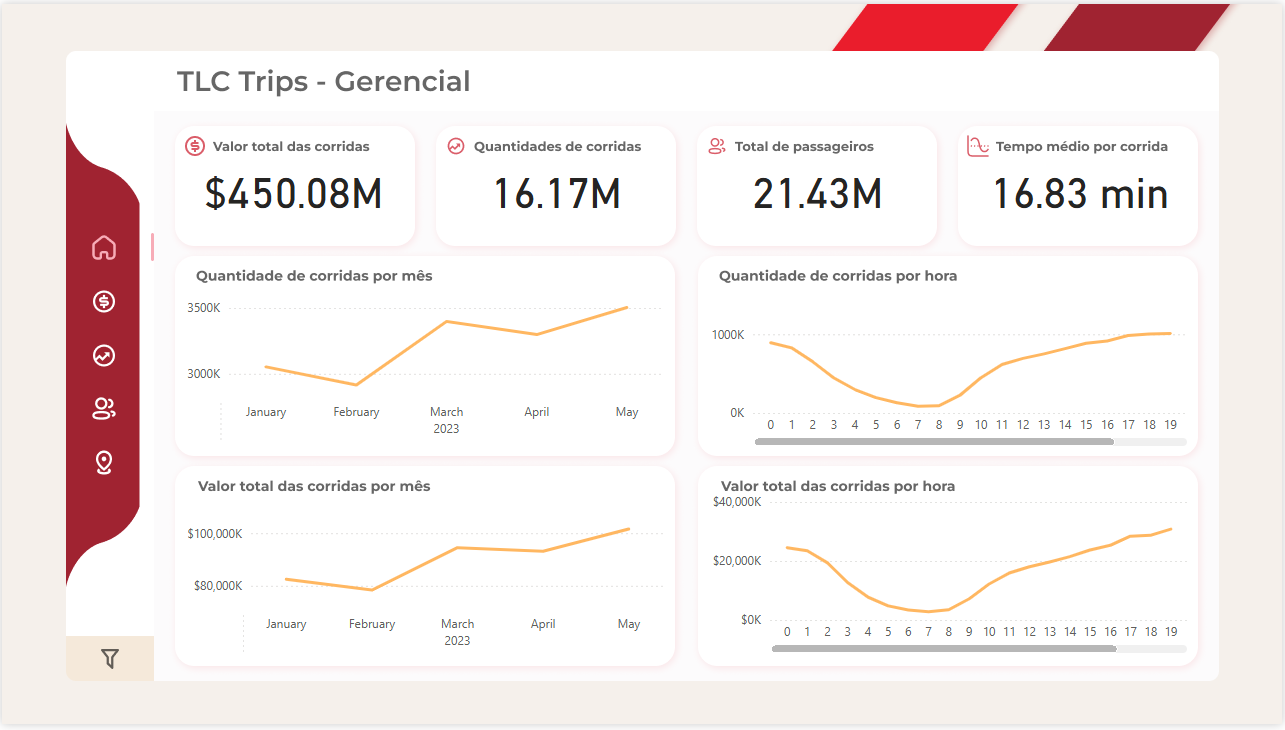 TLC Trips - Gerencial
Valor total das corridas
$450.08M
Quantidades de corridas
16.17M
Total de passageiros
21.43M
Tempo médio por corrida
16.83 min
Quantidade de corridas por mês
3500K
3000K
January February March April May
2023
Quantidade de corridas por hora
1000K
0K
0 1 2 3 4 5 6 7 8 9 10 11 12 13 14 15 16 17 18 19
Valor total das corridas por mês
$100,000K
$80,000K
January February March April May
2023
Valor total das corridas por hora
$40,000K
$20,000K
$0K
0 1 2 3 4 5 6 7 8 9 10 11 12 13 14 15 16 17 18 19